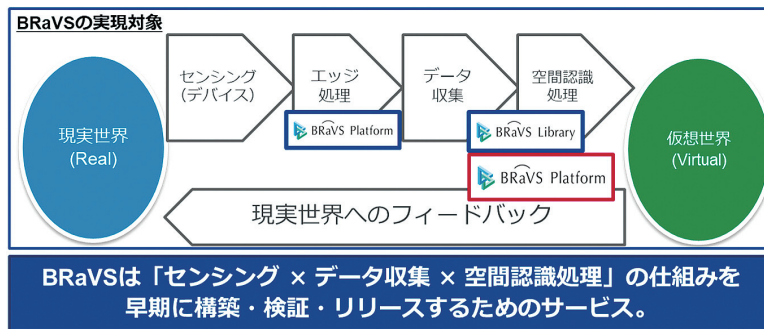 BRaVSの実現対象
現実世界
(Real)
センシング
(デバイス)
エッジ
処理
BRaVS Platform
データ
収集
空間認識
処理
BRaVS Library
BRaVS Platform
仮想世界
(Virtual)
現実世界へのフィードバック
BRaVSは「センシング × データ収集 × 空間認識処理」の仕組みを
早期に構築・検証・リリースするためのサービス。